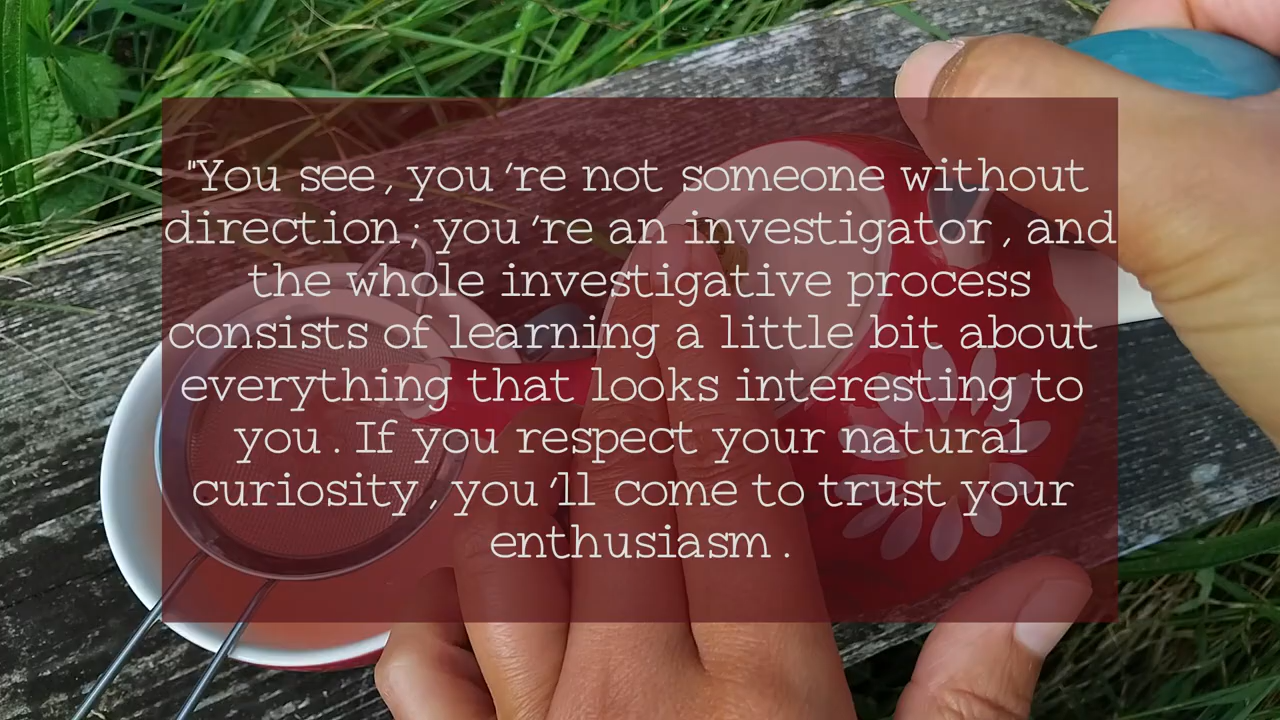 "You see, you're not someone without
direction; you're an investigator, and
the whole investigative process
consists of learning a little bit about
everything that looks interesting to
you. If you respect your natural
curiosity, you'll come to trust your
enthusiasm.